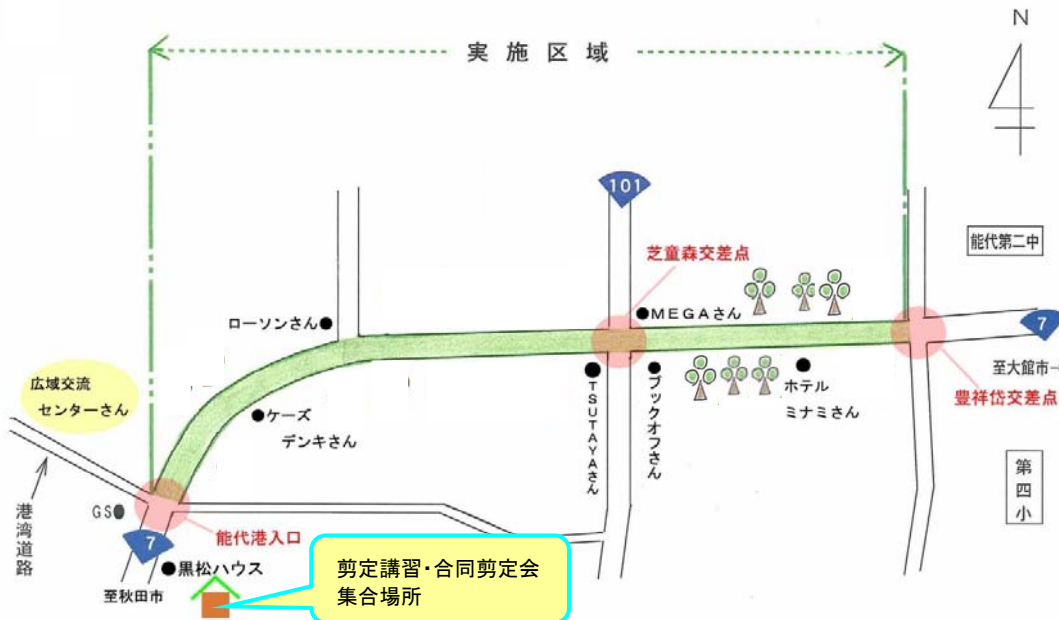 N
実施区域
101
能代第二中
芝童森交差点
ローソンさん
MEGAさん
7
至大館市
広域交流
センターさん
ケーズ
デンキさん
TSUTAYAさん
ブックオフさん
ホテル
ミナミさん
豊祥岱交差点
第四小
港湾道路
GS
能代港入口
7
黒松ハウス
至秋田市
剪定講習・合同剪定会
集合場所